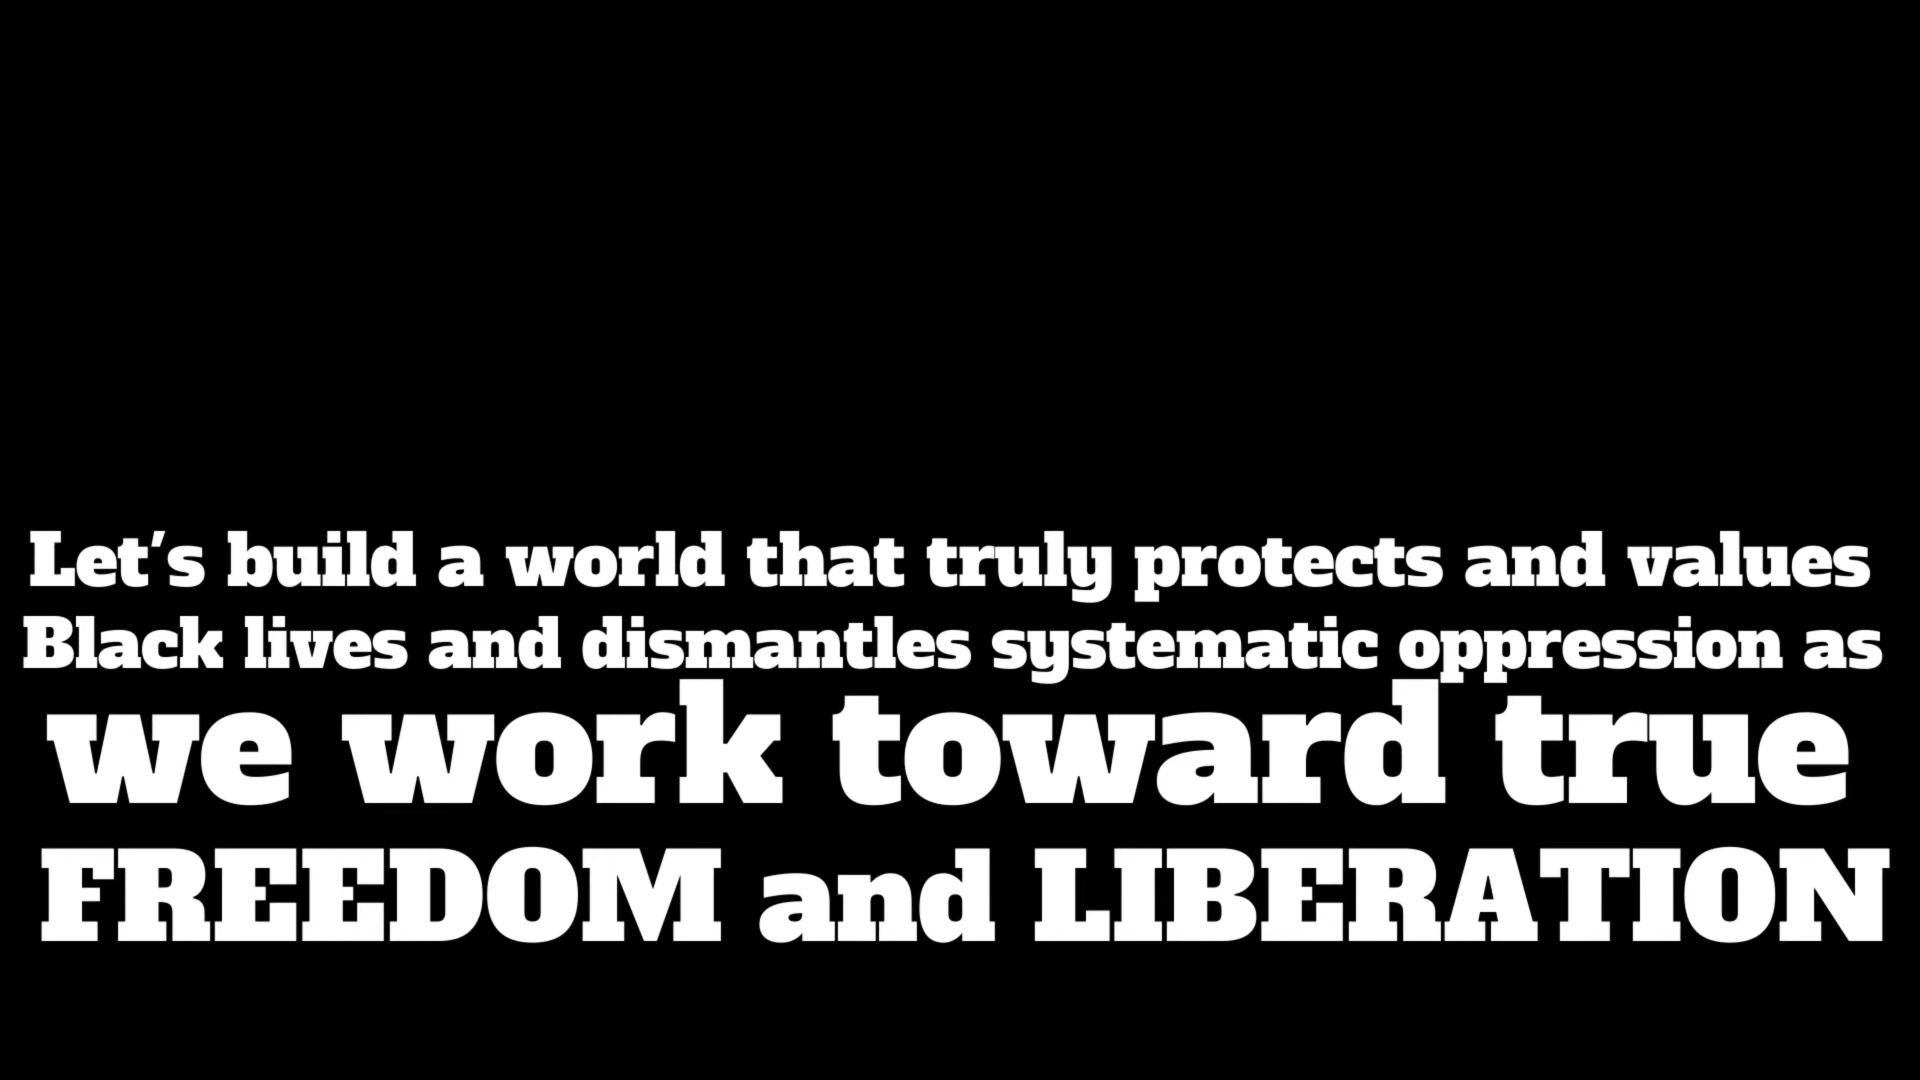 Let's build a world that truly protects and values
Black lives and dismantles systematic oppression as
we work toward true
FREEDOM and LIBERATION